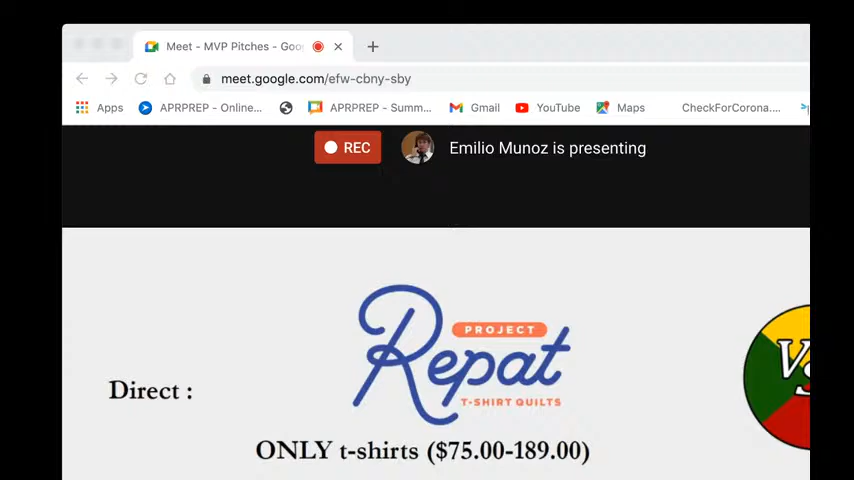 Meet - MVP Pitches - Goo
meet.google.com/efw-cbny-sby
Apps
APRPREP - Online...
APRPREP - Summ...
Gmail
YouTube
Maps
CheckForCorona....
REC
Emilio Munoz is presenting
PROJECT
Repat
T-SHIRT QUILTS
Direct :
ONLY t-shirts ($75.00-189.00)